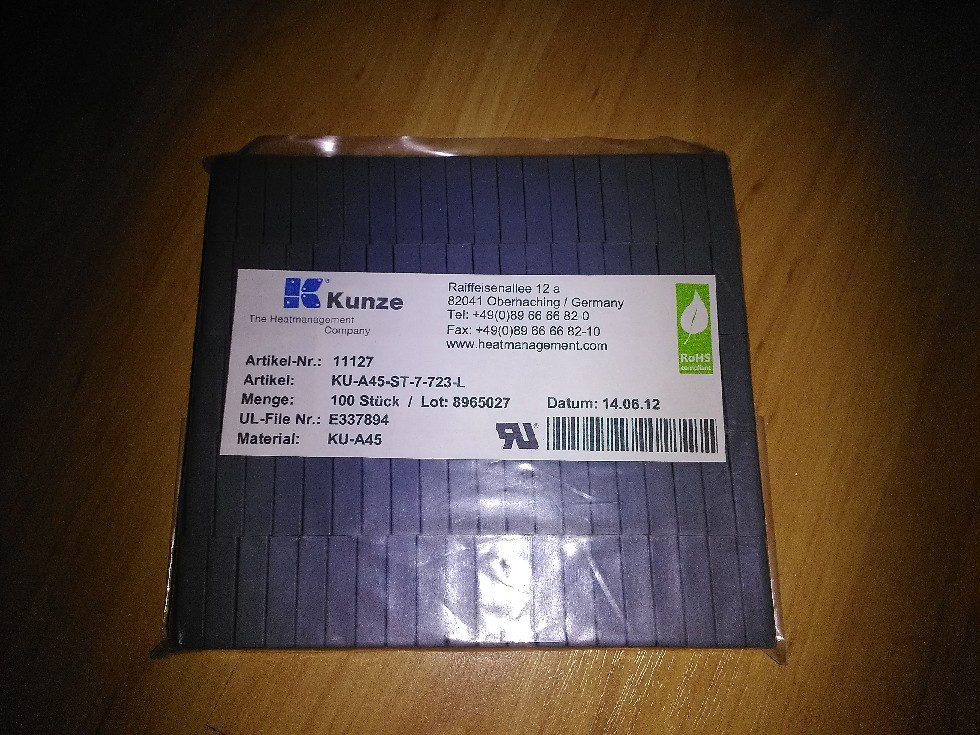 Kunze
The Heatmanagement
Company
Raiffeisenallee 12 a
82041 Oberhaching / Germany
Tel: +49(0)89 66 66 82-0
Fax: +49(0)89 66 66 82-10
www.heatmanagement.com
RoHS
compliant
Artikel-Nr.: 11127
Artikel: KU-A45-ST-7-723-L
Menge: 100 Stück / Lot: 8965027
Datum: 14.06.12
UL-File Nr.: E337894
Material: KU-A45